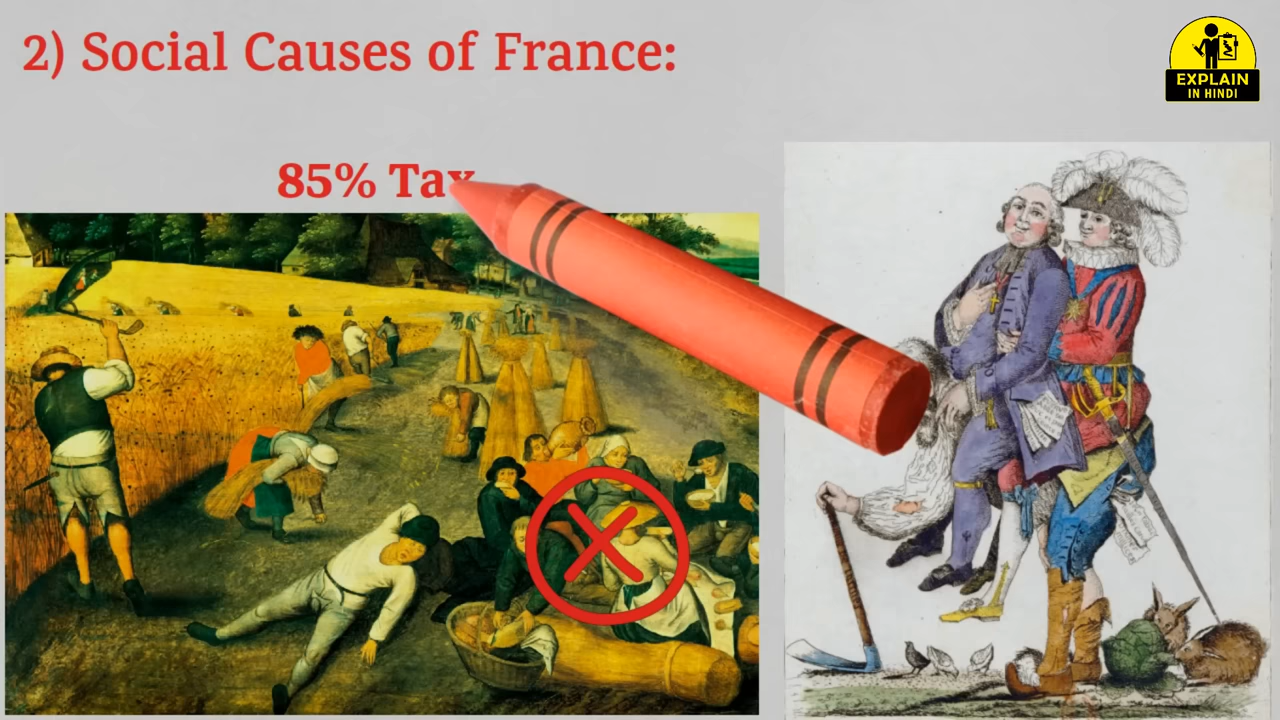 2) Social Causes of France:
EXPLAIN
IN HINDI
85% Tax